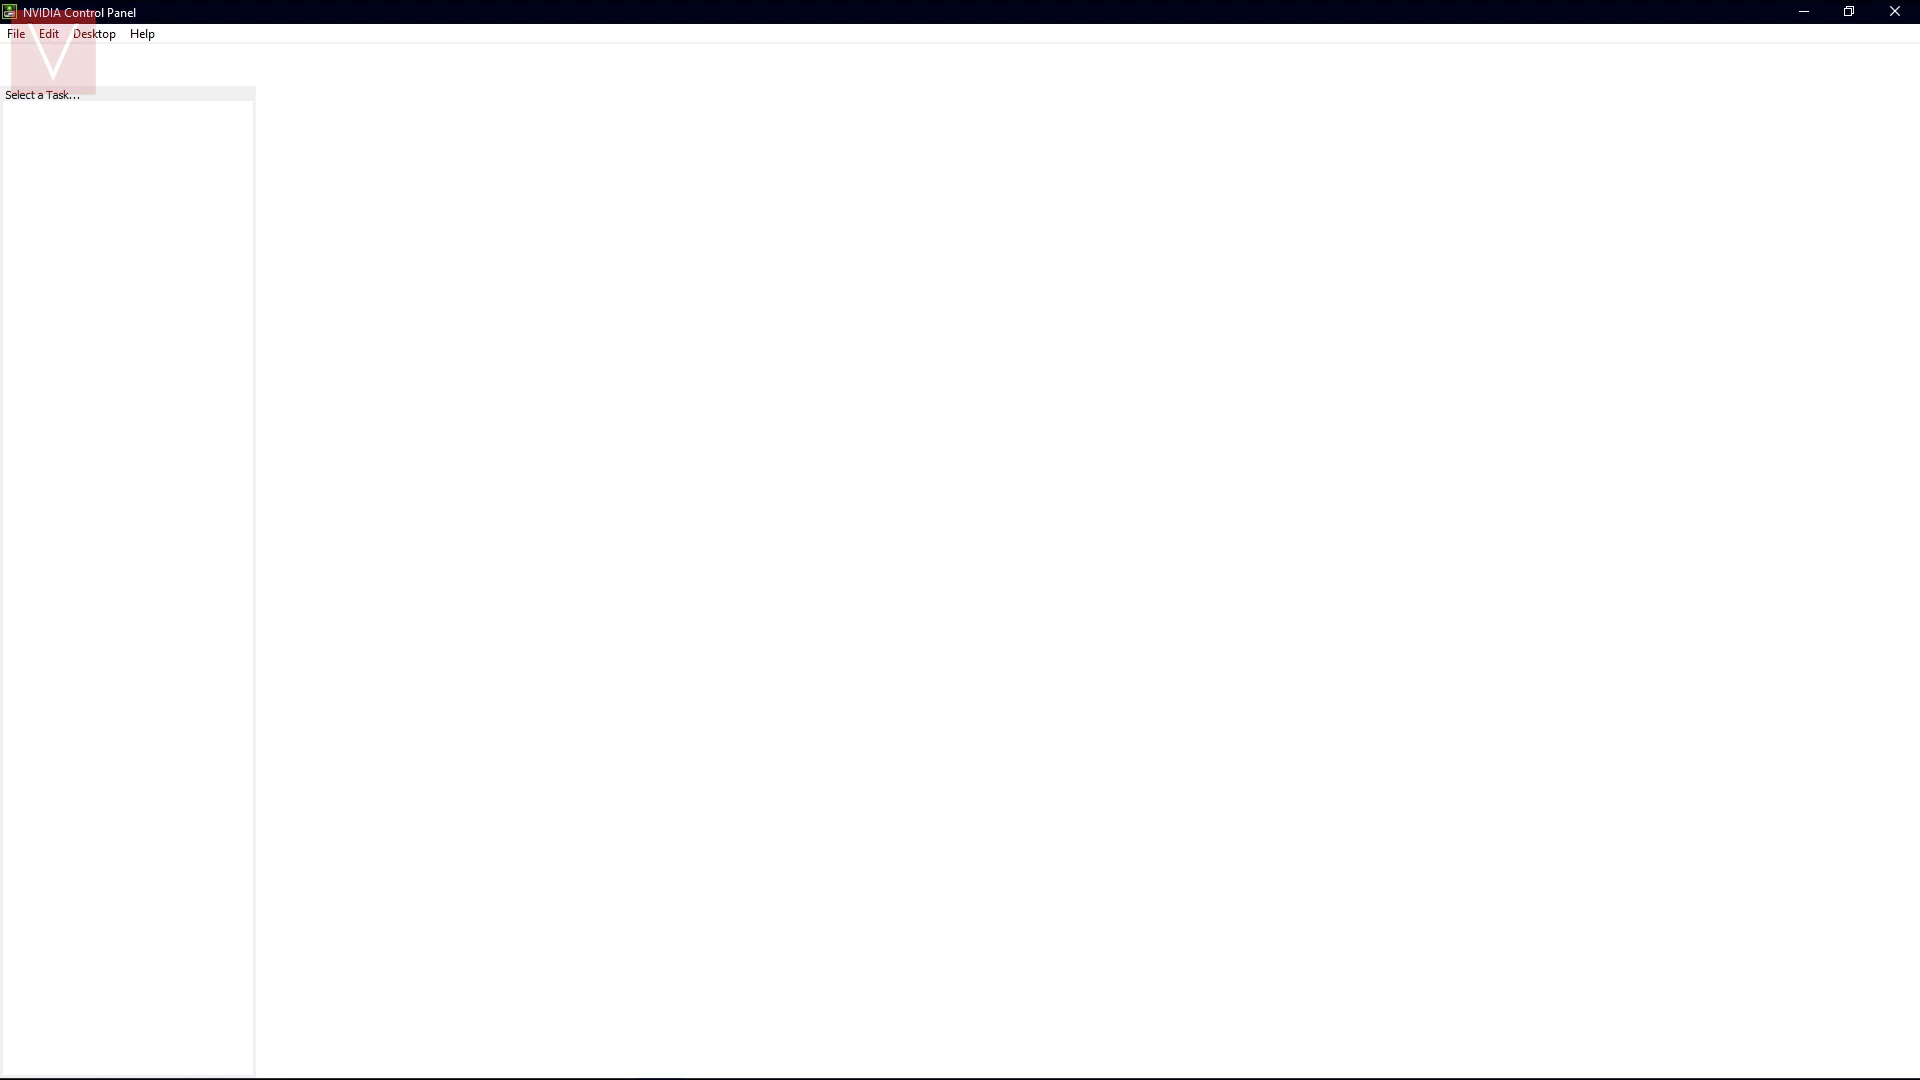 NVIDIA Control Panel
File Edit Desktop Help
V
Select a Task...